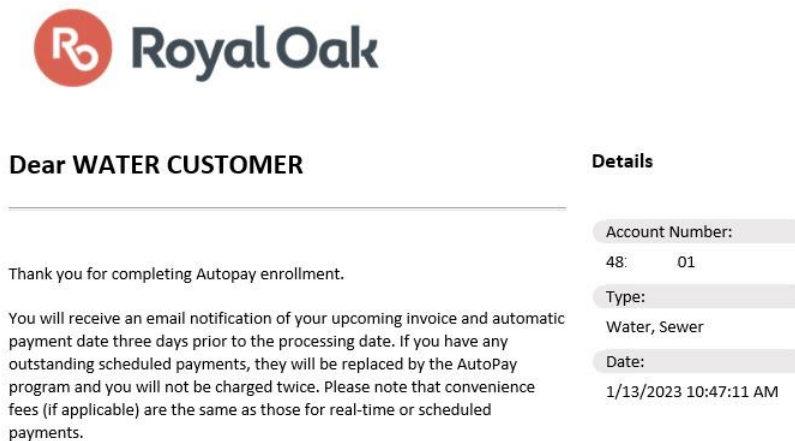 Ro Royal Oak
Dear WATER CUSTOMER
Thank you for completing Autopay enrollment.
You will receive an email notification of your upcoming invoice and automatic
payment date three days prior to the processing date. If you have any
outstanding scheduled payments, they will be replaced by the AutoPay
program and you will not be charged twice. Please note that convenience
fees (if applicable) are the same as those for real-time or scheduled
payments.
Details
Account Number:
48 01
Type:
Water, Sewer
Date:
1/13/2023 10:47:11 AM